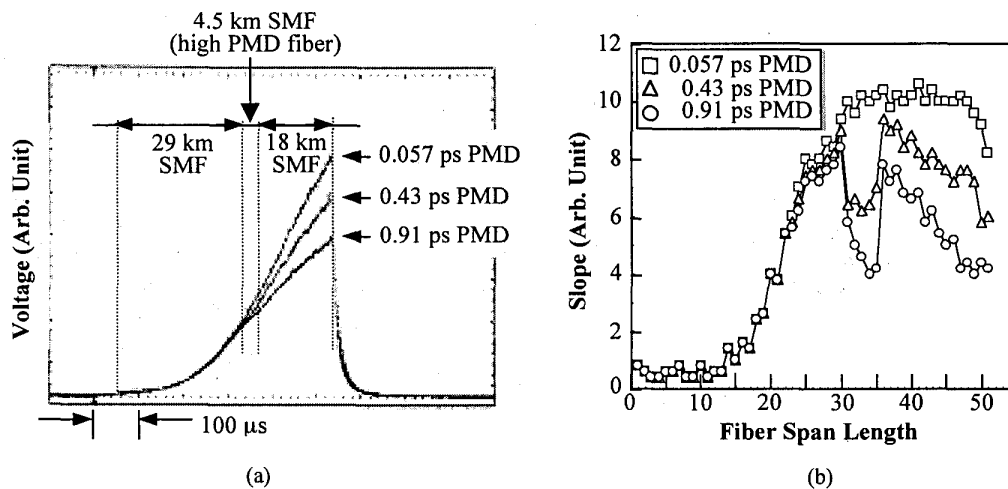 4.5 km SMF
(high PMD fiber)
29 km
SMF
18 km
SMF
0.057 ps PMD
0.43 ps PMD
0.91 ps PMD
Voltage (Arb. Unit)
100 μs
(a)
12
10
8
6
4
2
0
0.057 ps PMD
0.43 ps PMD
0.91 ps PMD
Slope (Arb. Unit)
0 10 20 30 40 50
Fiber Span Length
(b)